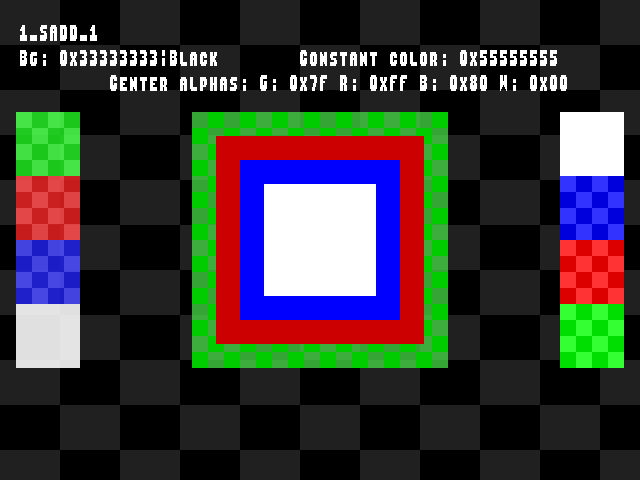 1_SADD_1
Bg: 0x33333333¦Black Constant color: 0x55555555
Center alphas: G: 0x7F R: 0xFF B: 0x80 W: 0x00